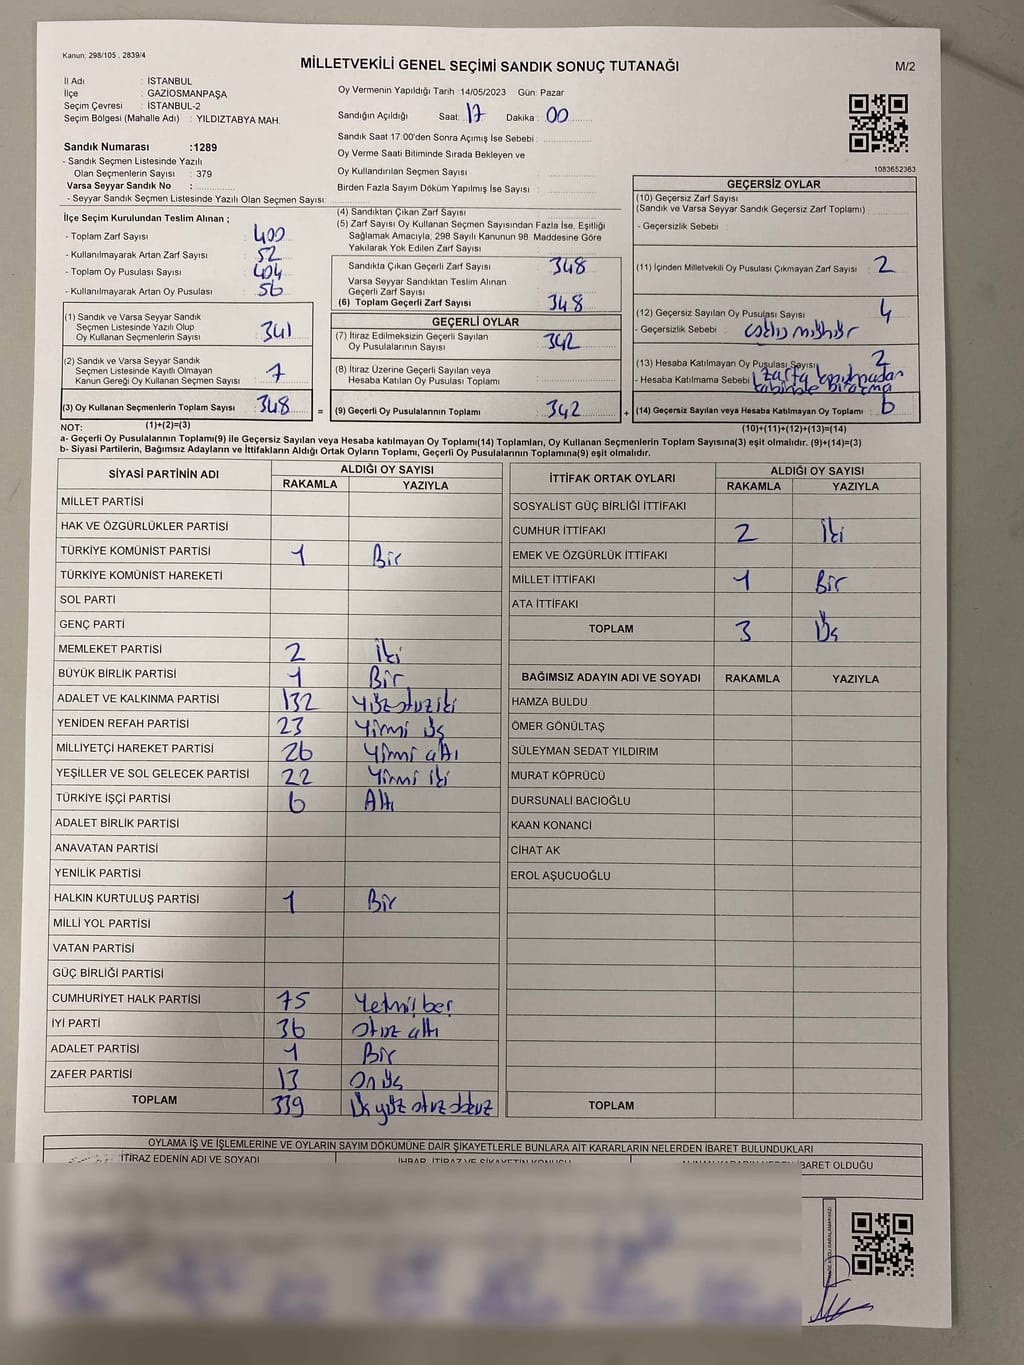 Kanun; 298/105 , 2839/4
MİLLETVEKİLİ GENEL SEÇİMİ SANDIK SONUÇ TUTANAĞI
M/2
İl Adı : İSTANBUL
İlçe : GAZİOSMANPAŞA
Seçim Çevresi : İSTANBUL-2
Seçim Bölgesi (Mahalle Adı) : YILDIZTABYA MAH.
Oy Vermenin Yapıldığı Tarih : 14/05/2023 Gün: Pazar
Sandığın Açıldığı Saat: 17 Dakika : 00
Sandık Saat 17:00'den Sonra Açımış İse Sebebi :
Oy Verme Saati Bitiminde Sırada Bekleyen ve
Oy Kullandırılan Seçmen Sayısı :
Birden Fazla Sayım Döküm Yapılmış İse Sayısı :
1083652363
Sandık Numarası :1289
- Sandık Seçmen Listesinde Yazılı
Olan Seçmenlerin Sayısı : 379
Varsa Seyyar Sandık No :
- Seyyar Sandık Seçmen Listesinde Yazılı Olan Seçmen Sayısı:
İlçe Seçim Kurulundan Teslim Alınan ;
- Toplam Zarf Sayısı : 400
- Kullanılmayarak Artan Zarf Sayısı : 52
- Toplam Oy Pusulası Sayısı : 404
- Kullanılmayarak Artan Oy Pusulası : 56
(1) Sandık ve Varsa Seyyar Sandık
Seçmen Listesinde Yazılı Olup
Oy Kullanan Seçmenlerin Sayısı : 341
(2) Sandık ve Varsa Seyyar Sandık
Seçmen Listesinde Kayıtlı Olmayan
Kanun Gereği Oy Kullanan Seçmen Sayısı : 7
(3) Oy Kullanan Seçmenlerin Toplam Sayısı : 348 =
(1)+(2)=(3)
(4) Sandıktan Çıkan Zarf Sayısı :
(5) Zarf Sayısı Oy Kullanan Seçmen Sayısından Fazla İse, Eşitliği
Sağlamak Amacıyla; 298 Sayılı Kanunun 98. Maddesine Göre
Yakılarak Yok Edilen Zarf Sayısı :
Sandıkta Çıkan Geçerli Zarf Sayısı : 348
Varsa Seyyar Sandıktan Teslim Alınan
Geçerli Zarf Sayısı :
(6) Toplam Geçerli Zarf Sayısı : 348
GEÇERLİ OYLAR
(7) İtiraz Edilmeksizin Geçerli Sayılan
Oy Pusulalarının Sayısı : 342
(8) İtiraz Üzerine Geçerli Sayılan veya
Hesaba Katılan Oy Pusulası Toplamı :
(9) Geçerli Oy Pusulalarının Toplamı : 342 +
GEÇERSİZ OYLAR
(10) Geçersiz Zarf Sayısı
(Sandık ve Varsa Seyyar Sandık Geçersiz Zarf Toplamı) :
- Geçersizlik Sebebi :
(11) İçinden Milletvekili Oy Pusulası Çıkmayan Zarf Sayısı : 2
(12) Geçersiz Sayılan Oy Pusulası Sayısı : 4
- Geçersizlik Sebebi :
(13) Hesaba Katılmayan Oy Pusulası Sayısı : 2
- Hesaba Katılmama Sebebi : zarfa
(14) Geçersiz Sayılan veya Hesaba Katılmayan Oy Toplamı : 6
(10)+(11)+(12)+(13)=(14)
NOT:
a- Geçerli Oy Pusulalarının Toplamı(9) ile Geçersiz Sayılan veya Hesaba katılmayan Oy Toplamı(14) Toplamları, Oy Kullanan Seçmenlerin Toplam Sayısına(3) eşit olmalıdır. (9)+(14)=(3)
b- Siyasi Partilerin, Bağımsız Adayların ve İttifakların Aldığı Ortak Oyların Toplamı, Geçerli Oy Pusulalarının Toplamına(9) eşit olmalıdır.
SİYASİ PARTİNİN ADI
ALDIĞI OY SAYISI
RAKAMLA YAZIYLA
MİLLET PARTİSİ
HAK VE ÖZGÜRLÜKLER PARTİSİ
TÜRKİYE KOMÜNİST PARTİSİ 1 Bir
TÜRKİYE KOMÜNİST HAREKETİ
SOL PARTİ
GENÇ PARTİ
MEMLEKET PARTİSİ 2 İki
BÜYÜK BİRLİK PARTİSİ 1 Bir
ADALET VE KALKINMA PARTİSİ 132 Yüzotuziki
YENİDEN REFAH PARTİSİ 23 Yirmi üç
MİLLİYETÇİ HAREKET PARTİSİ 26 Yirmi altı
YEŞİLLER VE SOL GELECEK PARTİSİ 22 Yirmi iki
TÜRKİYE İŞÇİ PARTİSİ 6 Altı
ADALET BİRLİK PARTİSİ
ANAVATAN PARTİSİ
YENİLİK PARTİSİ
HALKIN KURTULUŞ PARTİSİ 1 Bir
MİLLİ YOL PARTİSİ
VATAN PARTİSİ
GÜÇ BİRLİĞİ PARTİSİ
CUMHURİYET HALK PARTİSİ 75 Yetmiş beş
İYİ PARTİ 36 otuz altı
ADALET PARTİSİ 1 Bir
ZAFER PARTİSİ 13 On üç
TOPLAM 339 Üç yüz otuz dokuz
İTTİFAK ORTAK OYLARI
ALDIĞI OY SAYISI
RAKAMLA YAZIYLA
SOSYALİST GÜÇ BİRLİĞİ İTTİFAKI
CUMHUR İTTİFAKI 2 İki
EMEK VE ÖZGÜRLÜK İTTİFAKI
MİLLET İTTİFAKI 1 Bir
ATA İTTİFAKI
TOPLAM 3 Üç
BAĞIMSIZ ADAYIN ADI VE SOYADI RAKAMLA YAZIYLA
HAMZA BULDU
ÖMER GÖNÜLTAŞ
SÜLEYMAN SEDAT YILDIRIM
MURAT KÖPRÜCÜ
DURSUNALİ BACIOĞLU
KAAN KONANCİ
CİHAT AK
EROL AŞUCUOĞLU
TOPLAM
OYLAMA İŞ VE İŞLEMLERİNE VE OYLARIN SAYIM DÖKÜMÜNE DAİR ŞİKAYETLERLE BUNLARA AİT KARARLARIN NELERDEN İBARET BULUNDUKLARI
İTİRAZ EDENİN ADI VE SOYADI
İHBAR, İTİRAZ VE ŞİKAYETİN KONUSU
ALINAN KARARIN NEDEN İBARET OLDUĞU